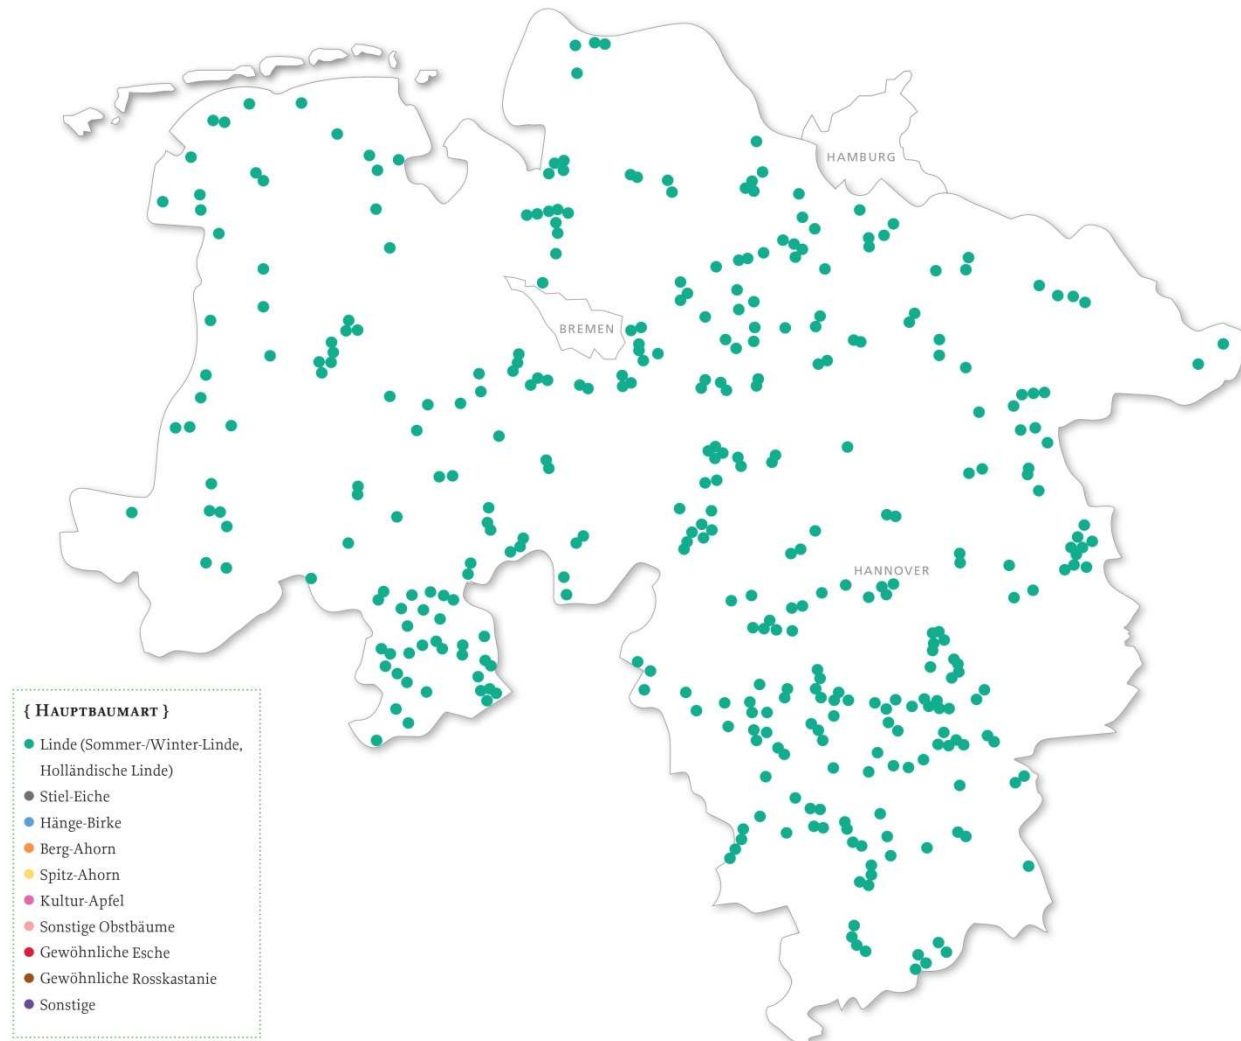 HAMBURG
BREMEN
HANNOVER
{ HAUPTBAUMART }
Linde (Sommer-/Winter-Linde,
Holländische Linde)
Stiel-Eiche
Hänge-Birke
Berg-Ahorn
Spitz-Ahorn
Kultur-Apfel
Sonstige Obstbäume
Gewöhnliche Esche
Gewöhnliche Rosskastanie
Sonstige